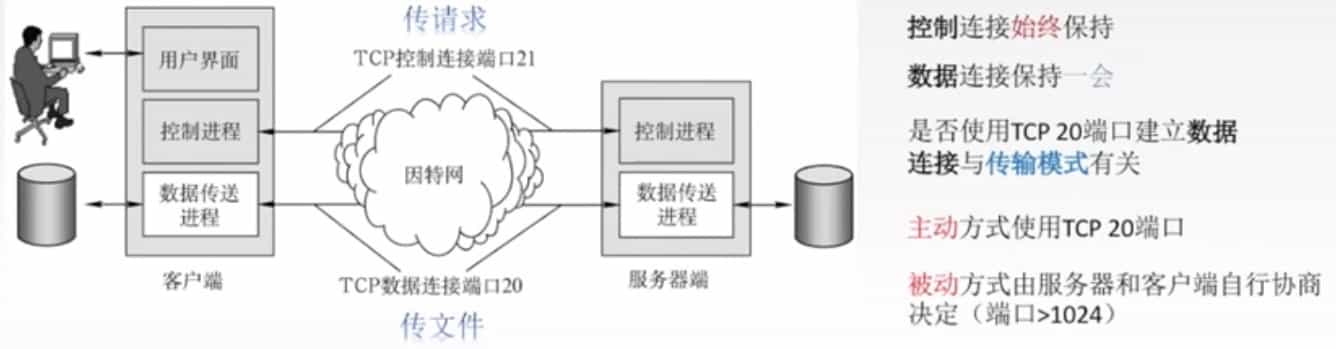 传请求
TCP控制连接端口21
用户界面
控制进程
数据传送
进程
客户端
因特网
控制进程
数据传送
进程
服务器端
TCP数据连接端口20
传文件
控制连接始终保持
数据连接保持一会
是否使用TCP 20端口建立数据
连接与传输模式有关
主动方式使用TCP 20端口
被动方式由服务器和客户端自行协商
决定（端口>1024）